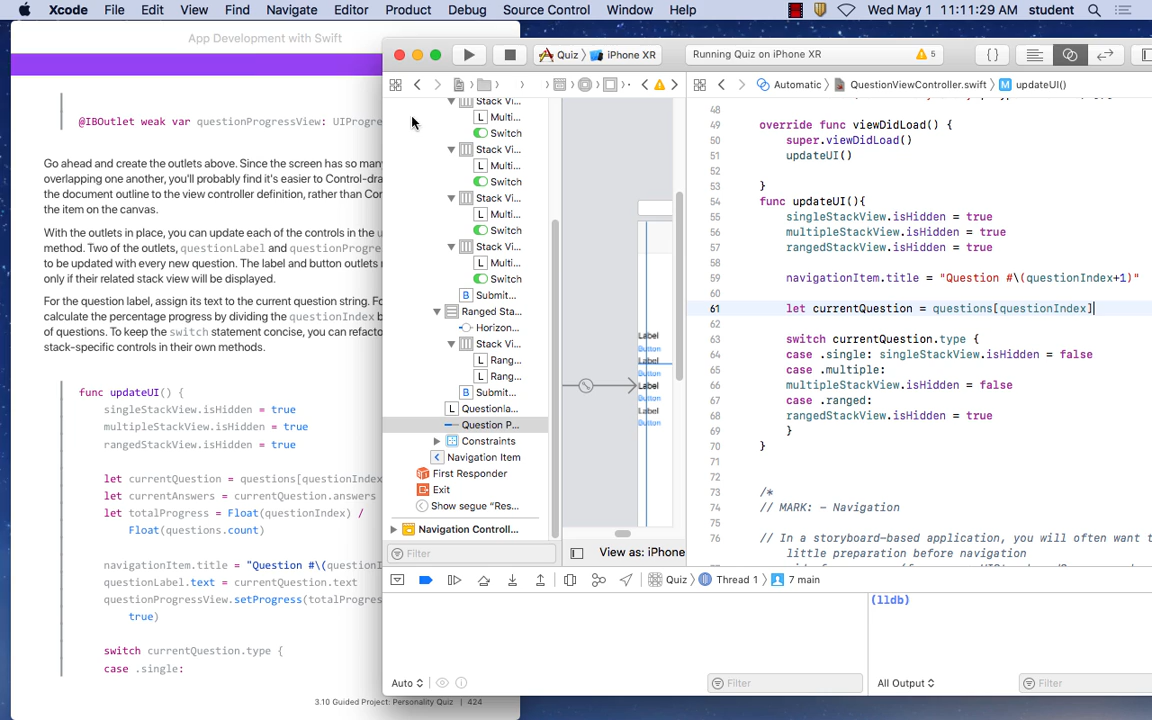 Xcode File Edit View Find Navigate Editor Product Debug Source Control Window Help Wed May 1 11:11:29 AM student
App Development with Swift
@IBOutlet weak var questionProgressView: UIProgre
Go ahead and create the outlets above. Since the screen has so man
overlapping one another, you'll probably find it's easier to Control-dra
the document outline to the view controller definition, rather than Con
the item on the canvas.
With the outlets in place, you can update each of the controls in the u
method. Two of the outlets, questionLabel and questionProgre
to be updated with every new question. The label and button outlets
only if their related stack view will be displayed.
For the question label, assign its text to the current question string. Fo
calculate the percentage progress by dividing the questionIndex b
of questions. To keep the switch statement concise, you can refacto
stack-specific controls in their own methods.
func updateUI() {
singleStackView.isHidden = true
multipleStackView.isHidden = true
rangedStackView.isHidden = true
let currentQuestion = questions[questionIndex
let currentAnswers = currentQuestion.answers
let totalProgress = Float(questionIndex) /
Float(questions.count)
navigationItem.title = "Question #\(questionI
questionLabel.text = currentQuestion.text
questionProgressView.setProgress(totalProgres
true)
switch currentQuestion.type {
case .single:
3.10 Guided Project: Personality Quiz | 424
Quiz iPhone XR
Running Quiz on iPhone XR
5
Automatic QuestionViewController.swift M updateUI()
Stack Vi...
L Multi...
Switch
Stack Vi...
L Multi...
Switch
Stack Vi...
L Multi...
Switch
Stack Vi...
L Multi...
Switch
B Submit...
Ranged Sta...
Horizon...
Stack Vi...
L Rang...
L Rang...
B Submit...
L Questionla...
Question P...
Constraints
Navigation Item
First Responder
Exit
Show segue "Res...
Navigation Controll...
Filter
Label
Button
Label
Button
Label
Button
Label
Button
View as: iPhone
48
49 override func viewDidLoad() {
50 super.viewDidLoad()
51 updateUI()
52
53 }
54 func updateUI(){
55 singleStackView.isHidden = true
56 multipleStackView.isHidden = true
57 rangedStackView.isHidden = true
58
59 navigationItem.title = "Question #\(questionIndex+1)"
60
61 let currentQuestion = questions[questionIndex]
62
63 switch currentQuestion.type {
64 case .single: singleStackView.isHidden = false
65 case .multiple:
66 multipleStackView.isHidden = false
67 case .ranged:
68 rangedStackView.isHidden = true
69 }
70 }
71
72
73 /*
74 // MARK: - Navigation
75
76 // In a storyboard-based application, you will often want t
little preparation before navigation
Quiz Thread 1 7 main
(lldb)
Auto
Filter
All Output
Filter